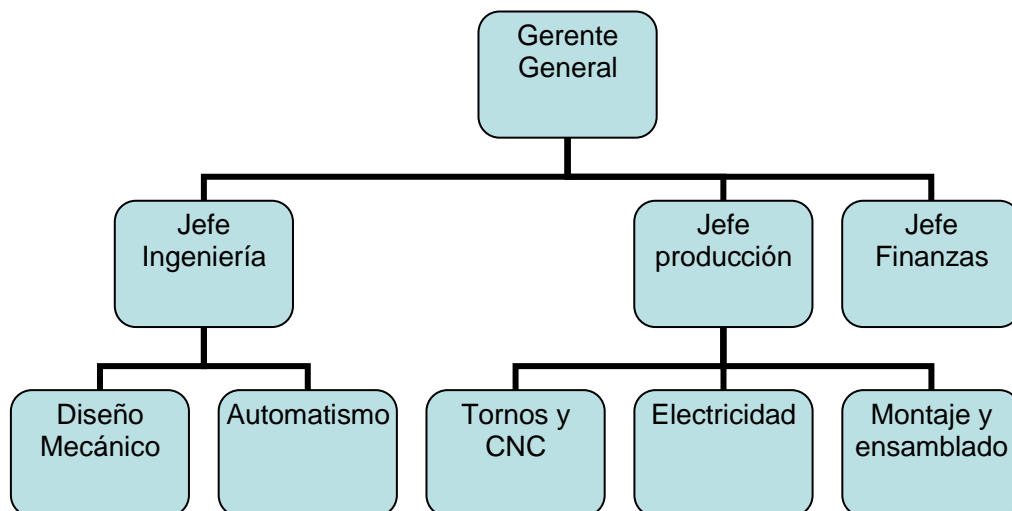 Gerente
General
Jefe
Ingeniería
Jefe
producción
Jefe
Finanzas
Diseño
Mecánico
Automatismo
Tornos y
CNC
Electricidad
Montaje y
ensamblado